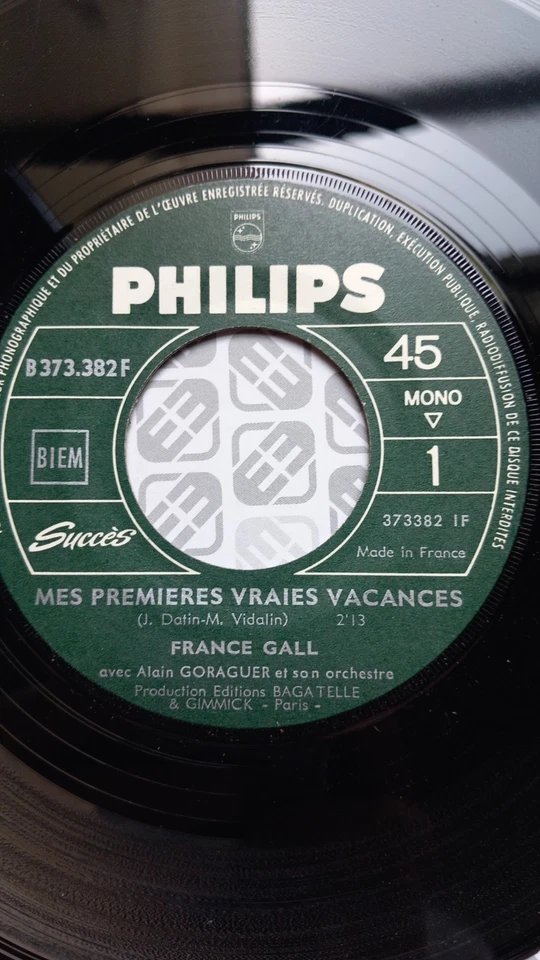 PHONOGRAPHIQUE ET DU PROPRIÉTAIRE DE L'ŒUVRE ENREGISTRÉE RÉSERVÉS. DUPLICATION, EXÉCUTION PUBLIQUE, RADIODIFFUSION DE CE DISQUE INTERDITES
PHILIPS
PHILIPS
B 373.382 F
45
MONO
BIEM
1
373382 1F
Succès
Made in France
MES PREMIERES VRAIES VACANCES
(J. Datin-M. Vidalin) 2'13
FRANCE GALL
avec Alain GORAGUER et son orchestre
Production Editions BAGATELLE
& GIMMICK - Paris -